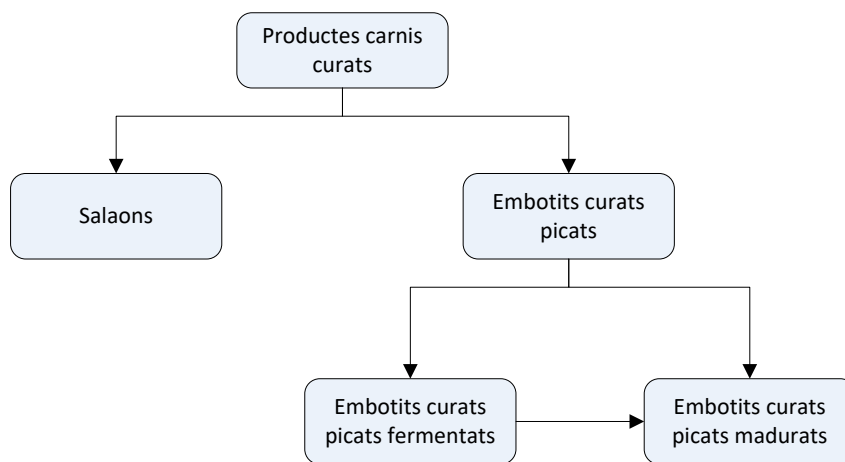 Productes carnis
curats
Salaons
Embotits curats
picats
Embotits curats
picats fermentats
Embotits curats
picats madurats